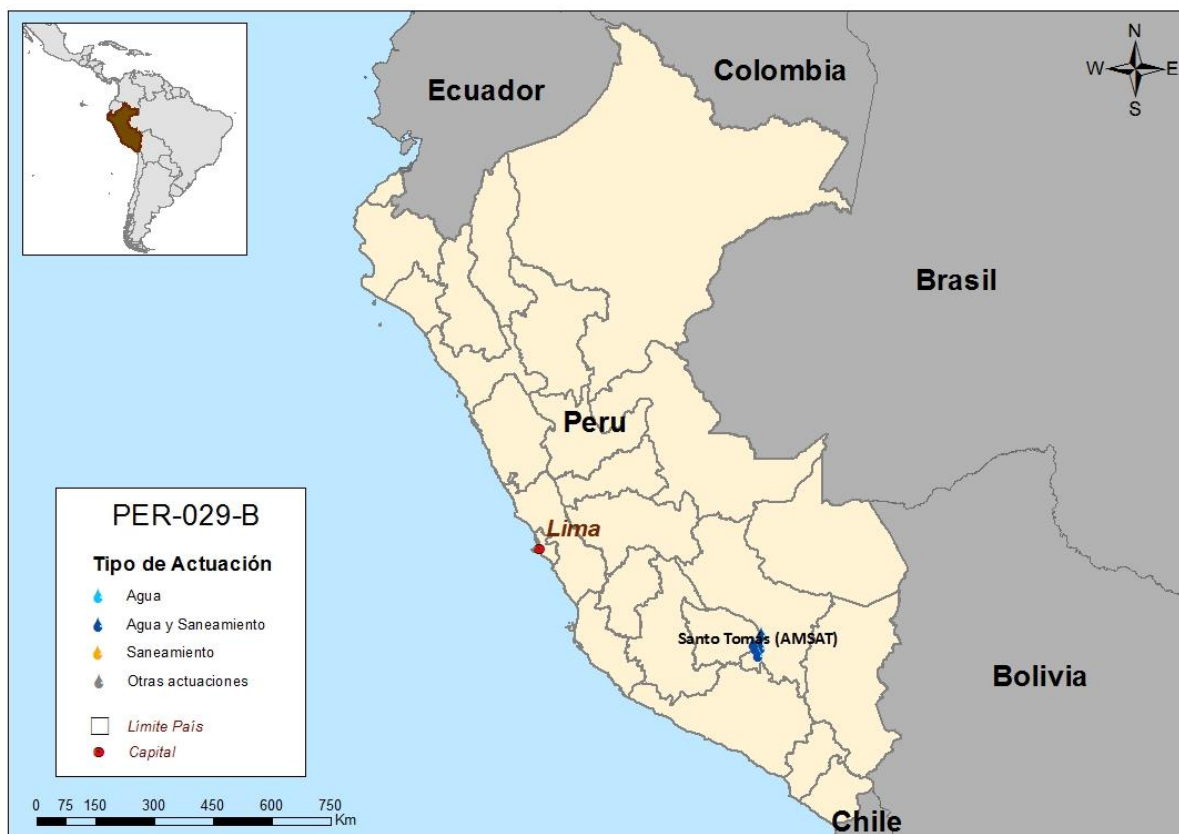 Ecuador
Colombia
N
W
E
S
Brasil
Peru
Lima
Santo Tomás (AMSAT)
Bolivia
Chile
PER-029-B
Tipo de Actuación
Agua
Agua y Saneamiento
Saneamiento
Otras actuaciones
Límite País
Capital
0 75 150 300 450 600 750
Km